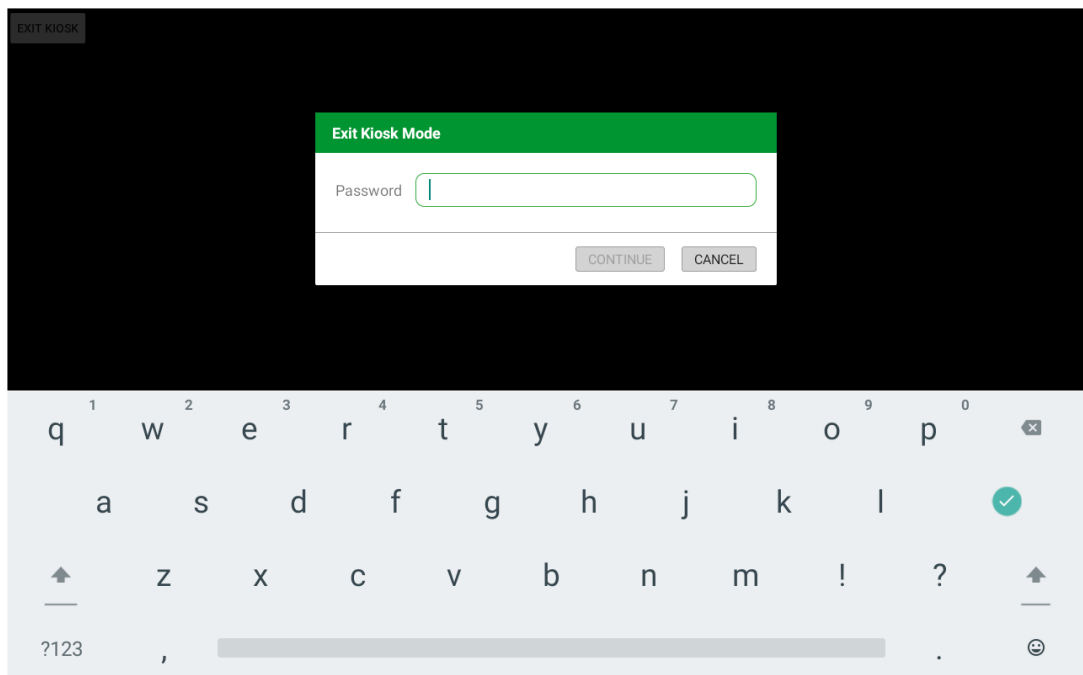 EXIT KIOSK
Exit Kiosk Mode
Password
CONTINUE CANCEL
1 2 3 4 5 6 7 8 9 0
q w e r t y u i o p
a s d f g h j k l
z x c v b n m ! ?
?123 , .